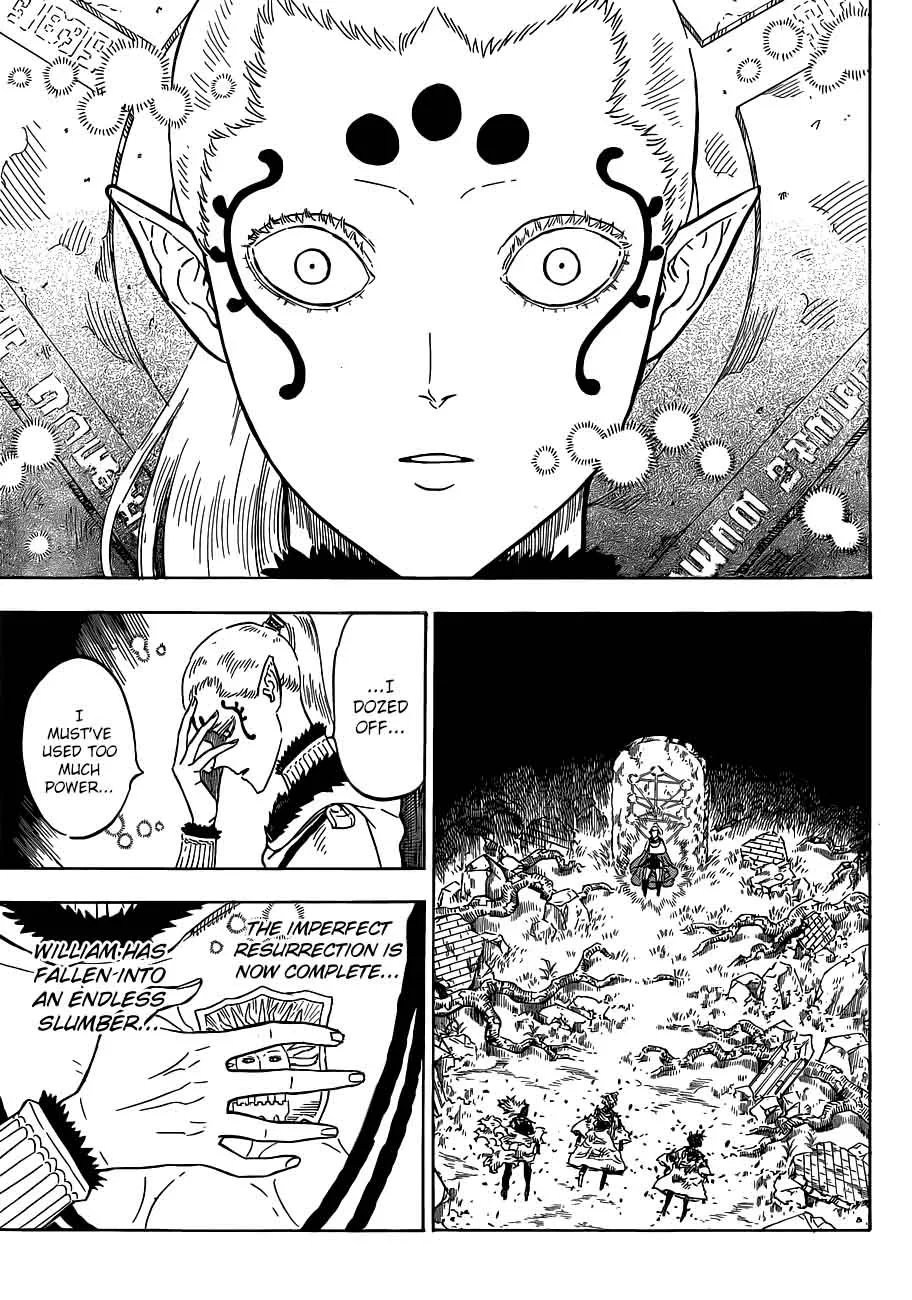 ...I
DOZED
OFF...
I
MUST'VE
USED TOO
MUCH
POWER...
THE IMPERFECT
RESURRECTION IS
NOW COMPLETE...
WILLIAM HAS
FALLEN INTO
AN ENDLESS
SLUMBER...